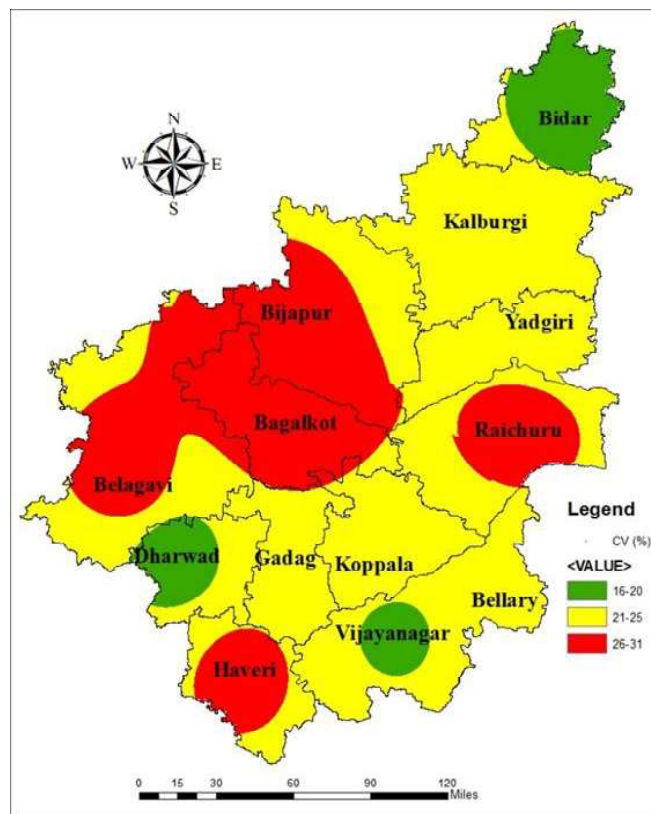 N
W E
S
Bidar
Kalburgi
Yadgiri
Bijapur
Bagalkot
Raichuru
Belagavi
Dharwad
Gadag
Koppala
Bellary
Vijayanagar
Haveri
Legend
CV (%)
<VALUE>
16-20
21-25
26-31
0 30 60 90 120
Miles